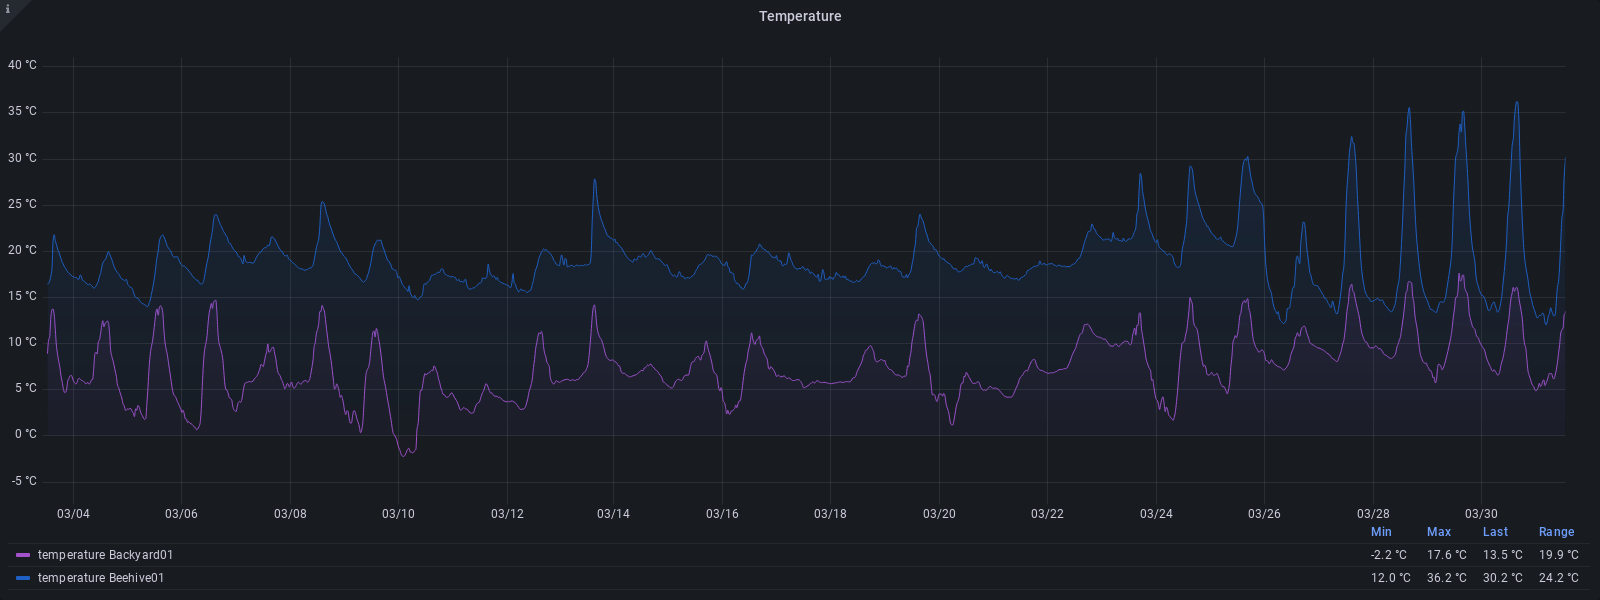 i
Temperature
40 °C
35 °C
30 °C
25 °C
20 °C
15 °C
10 °C
5 °C
0 °C
-5 °C
03/04 03/06 03/08 03/10 03/12 03/14 03/16 03/18 03/20 03/22 03/24 03/26 03/28 03/30
Min Max Last Range
temperature Backyard01 -2.2 °C 17.6 °C 13.5 °C 19.9 °C
temperature Beehive01 12.0 °C 36.2 °C 30.2 °C 24.2 °C